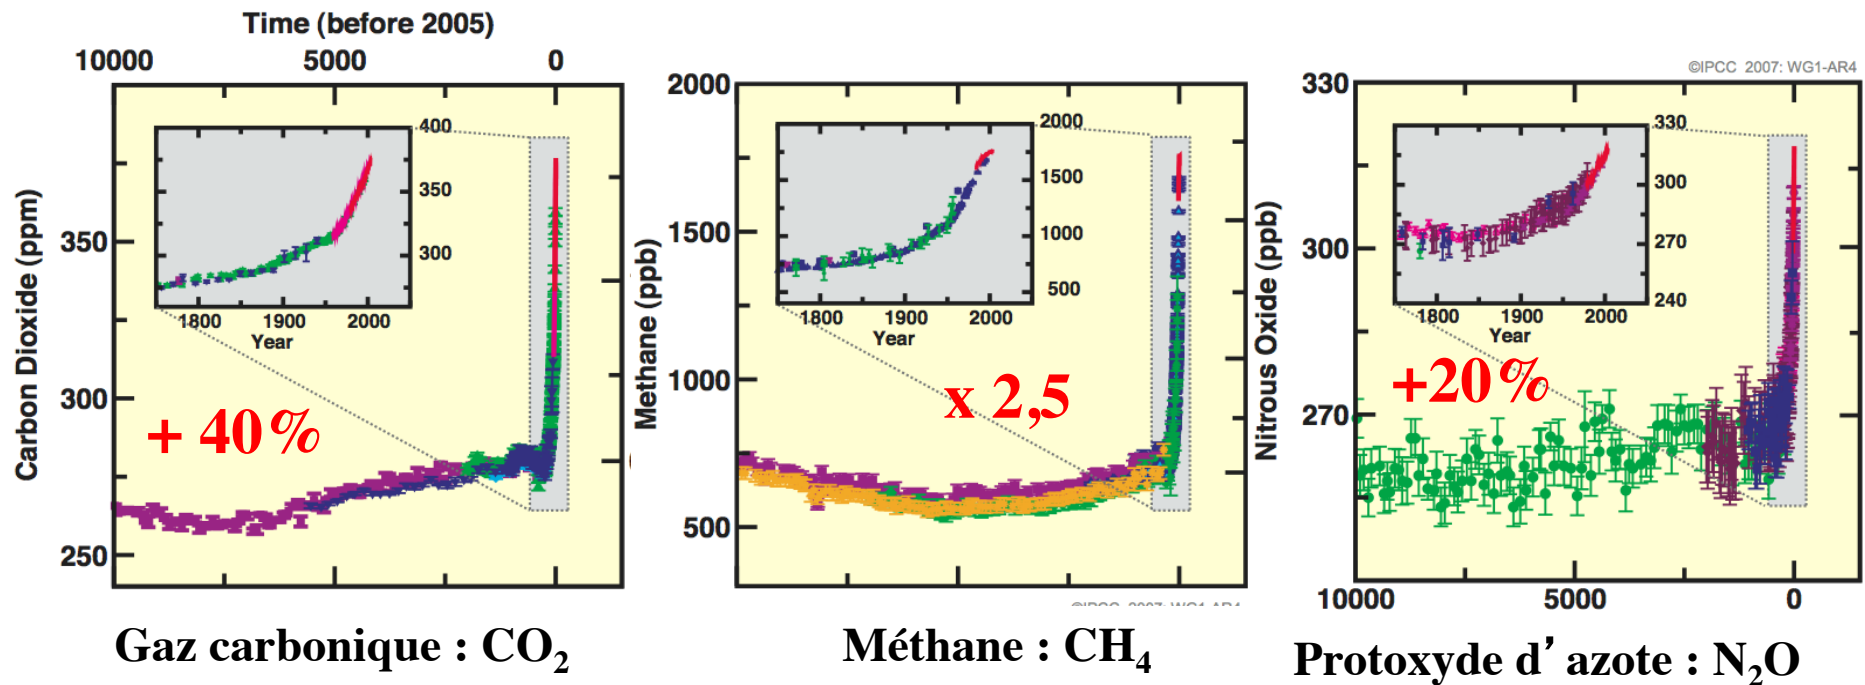 Time (before 2005)
10000 5000 0
Carbon Dioxide (ppm)
350
300
250
400
350
300
1800 1900 2000
Year
+ 40%
Gaz carbonique : CO₂
Methane (ppb)
2000
1500
1000
500
2000
1500
1000
500
1800 1900 2000
Year
x 2,5
Méthane : CH₄
©IPCC 2007: WG1-AR4
Nitrous Oxide (ppb)
330
300
270
330
300
270
240
1800 1900 2000
Year
+20%
10000 5000 0
Protoxyde d’ azote : N₂O